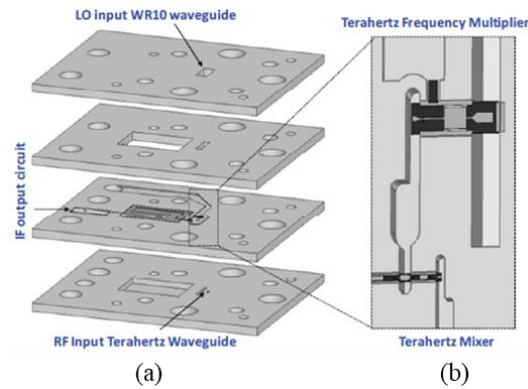 LO input WR10 waveguide
Terahertz Frequency Multiplier
IF output circuit
RF Input Terahertz Waveguide
Terahertz Mixer
(a)
(b)